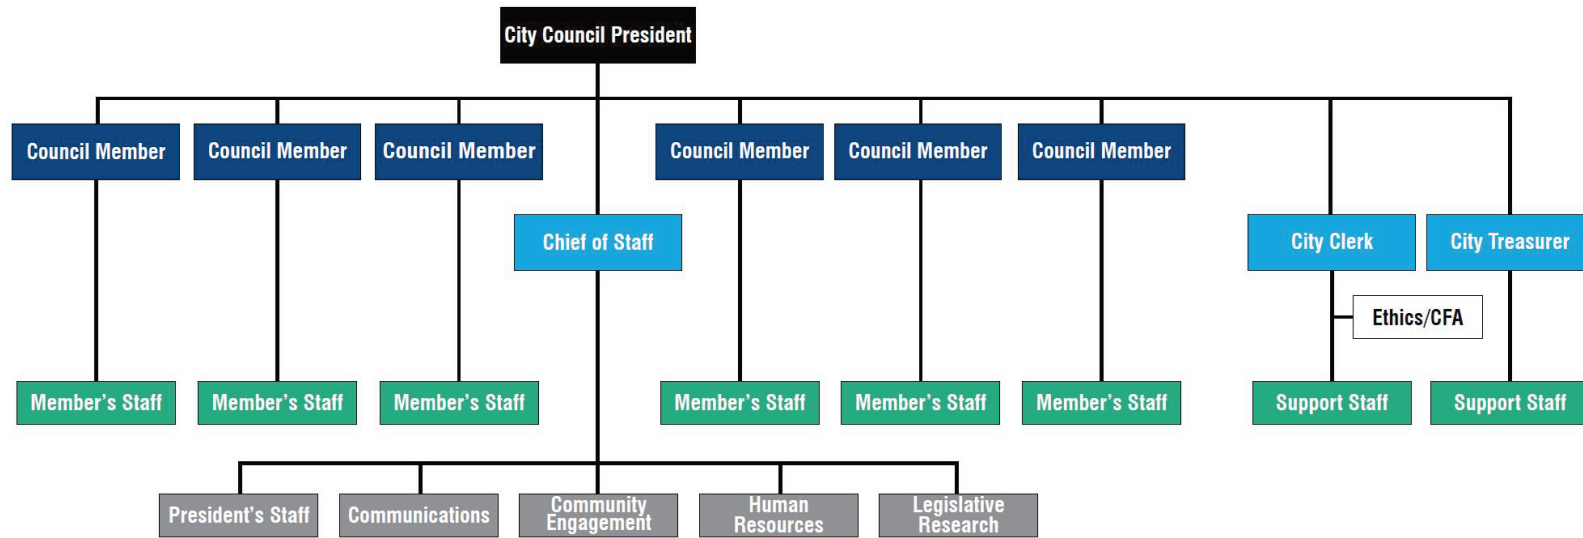 City Council President
Council Member
Council Member
Council Member
Council Member
Council Member
Council Member
Chief of Staff
City Clerk
City Treasurer
Ethics/CFA
Member's Staff
Member's Staff
Member's Staff
Member's Staff
Member's Staff
Member's Staff
Support Staff
Support Staff
President's Staff
Communications
Community
Engagement
Human
Resources
Legislative
Research